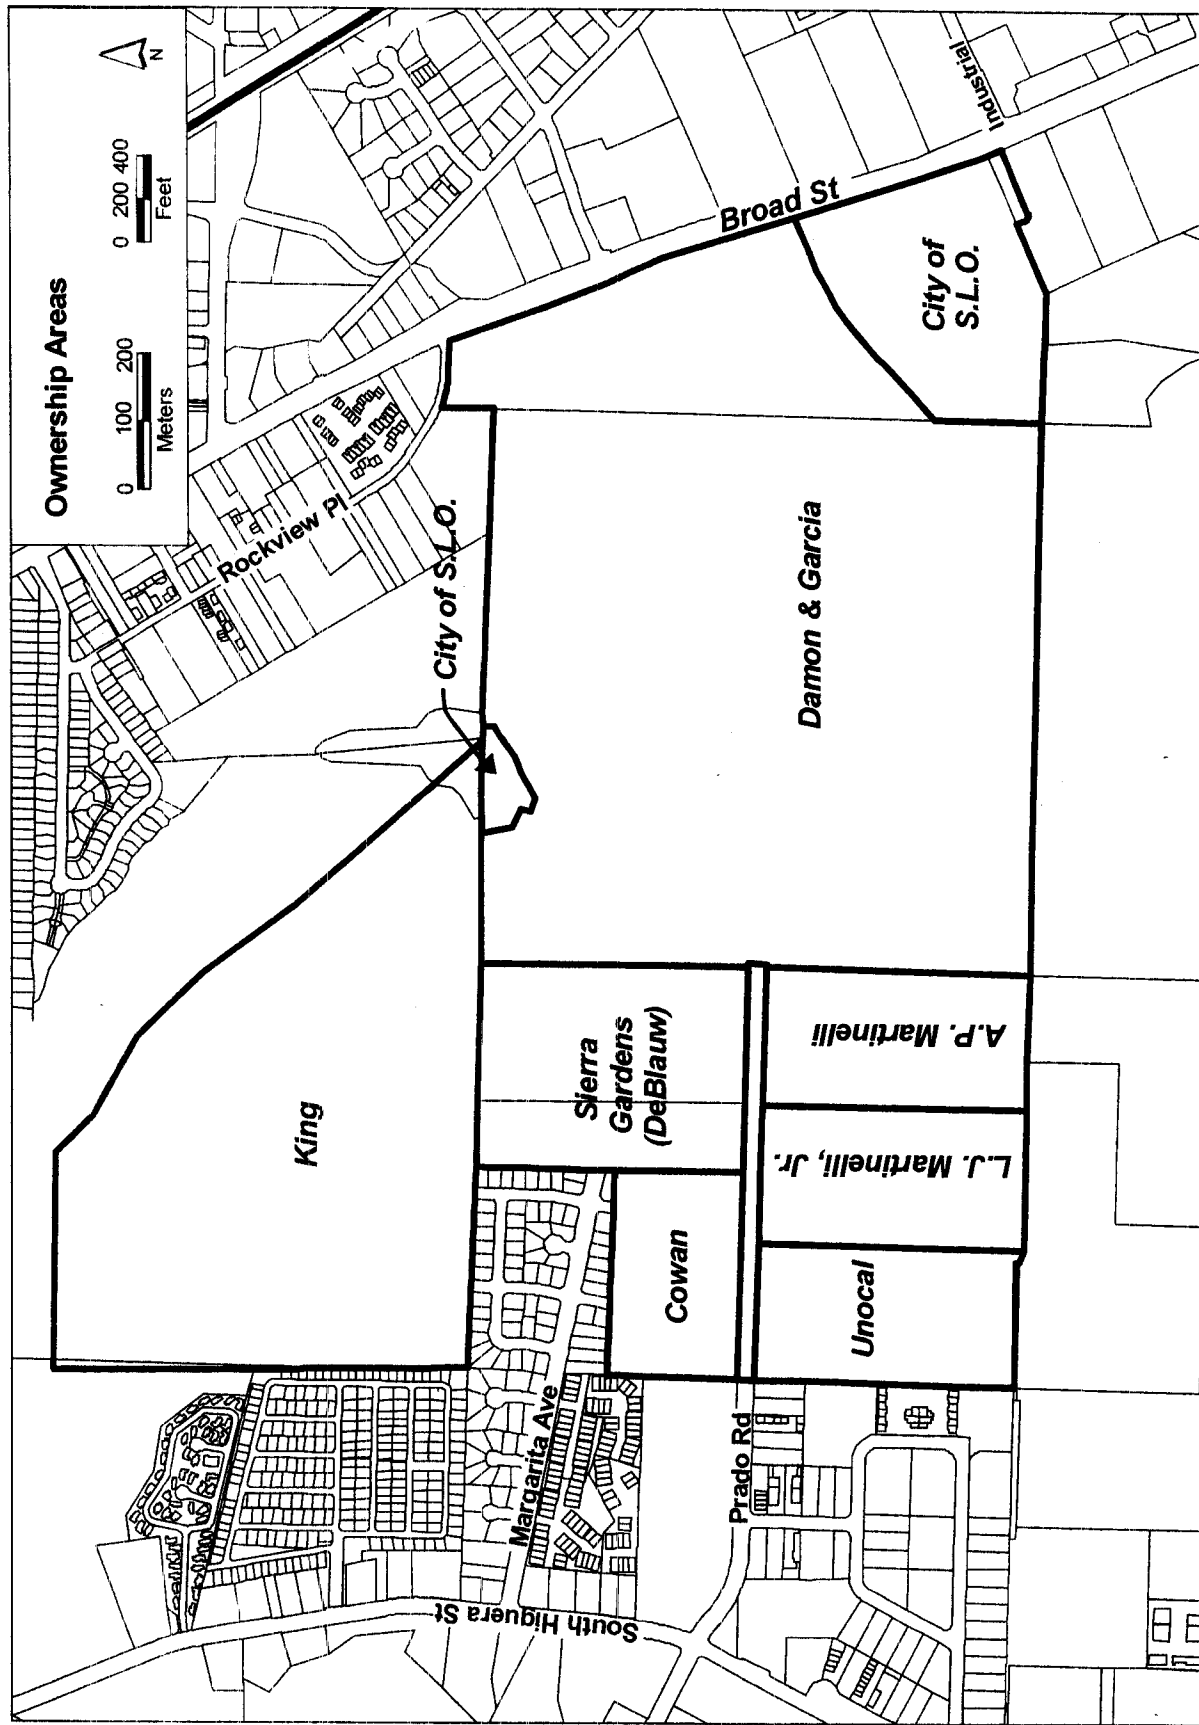 Ownership Areas
0 100 200
Meters
0 200 400
Feet
N
Rockview Pl
City of S.L.O.
Broad St
Industrial
City of
S.L.O.
King
Damon & Garcia
Sierra
Gardens
(DeBlauw)
A.P. Martinelli
L.J. Martinelli, Jr.
Cowan
Unocal
Margarita Ave
Prado Rd
South Higuera St